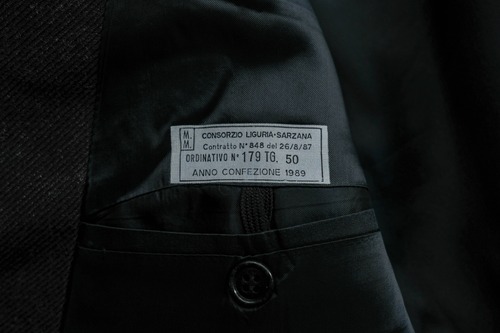 M.
M.
CONSORZIO LIGURIA-SARZANA
Contratto N° 848 del 26/8/87
ORDINATIVO N° 179 TG. 50
ANNO CONFEZIONE 1989